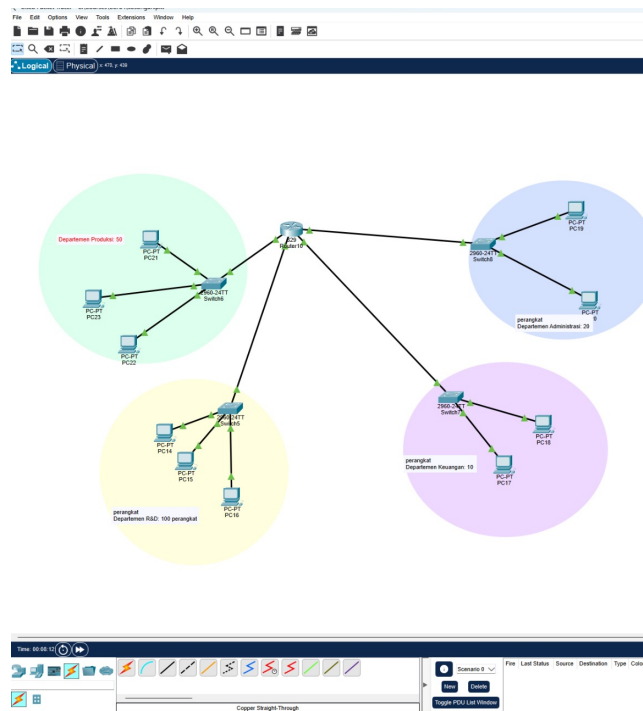 File Edit Options View Tools Extensions Window Help
Logical Physical x: 470, y: 439
Departemen Produksi: 50
PC-PT
PC21
PC-PT
PC23
PC-PT
PC22
2960-24TT
Switch6
829
Router10
2960-24TT
Switch8
PC-PT
PC19
PC-PT
perangkat
Departemen Administrasi: 20
2960-24TT
Switch5
PC-PT
PC14
PC-PT
PC15
PC-PT
PC16
perangkat
Departemen R&D: 100 perangkat
2960-24TT
Switch7
PC-PT
PC18
PC-PT
PC17
perangkat
Departemen Keuangan: 10
Time: 00:08:12
Scenario 0
New Delete
Toggle PDU List Window
Fire Last Status Source Destination Type Colo
Copper Straight-Through